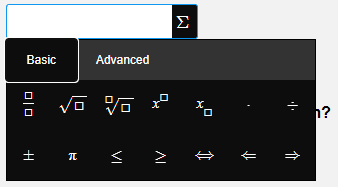 Σ
Basic Advanced
□/□ √□ □√□ x□ x□ · ÷
± π ≤ ≥ ⇔ ⇐ ⇒
?